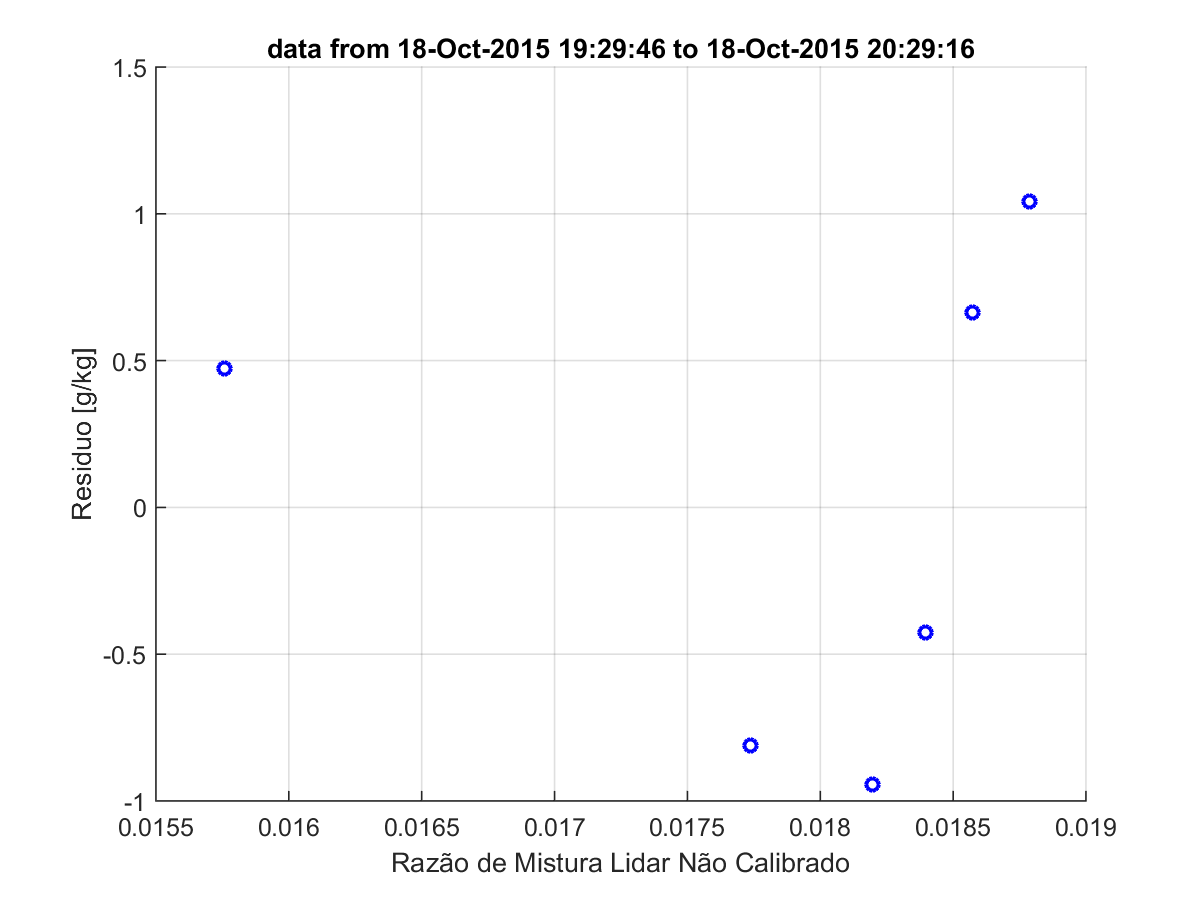 data from 18-Oct-2015 19:29:46 to 18-Oct-2015 20:29:16
1.5
1
0.5
0
-0.5
-1
Residuo [g/kg]
0.0155 0.016 0.0165 0.017 0.0175 0.018 0.0185 0.019
Razão de Mistura Lidar Não Calibrado